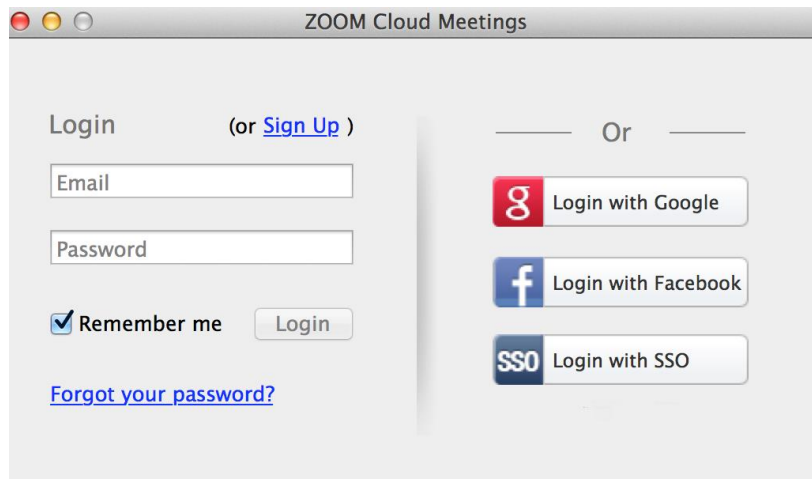 ZOOM Cloud Meetings
Login (or Sign Up )
Email
Password
Remember me Login
Forgot your password?
Or
g Login with Google
f Login with Facebook
SSO Login with SSO